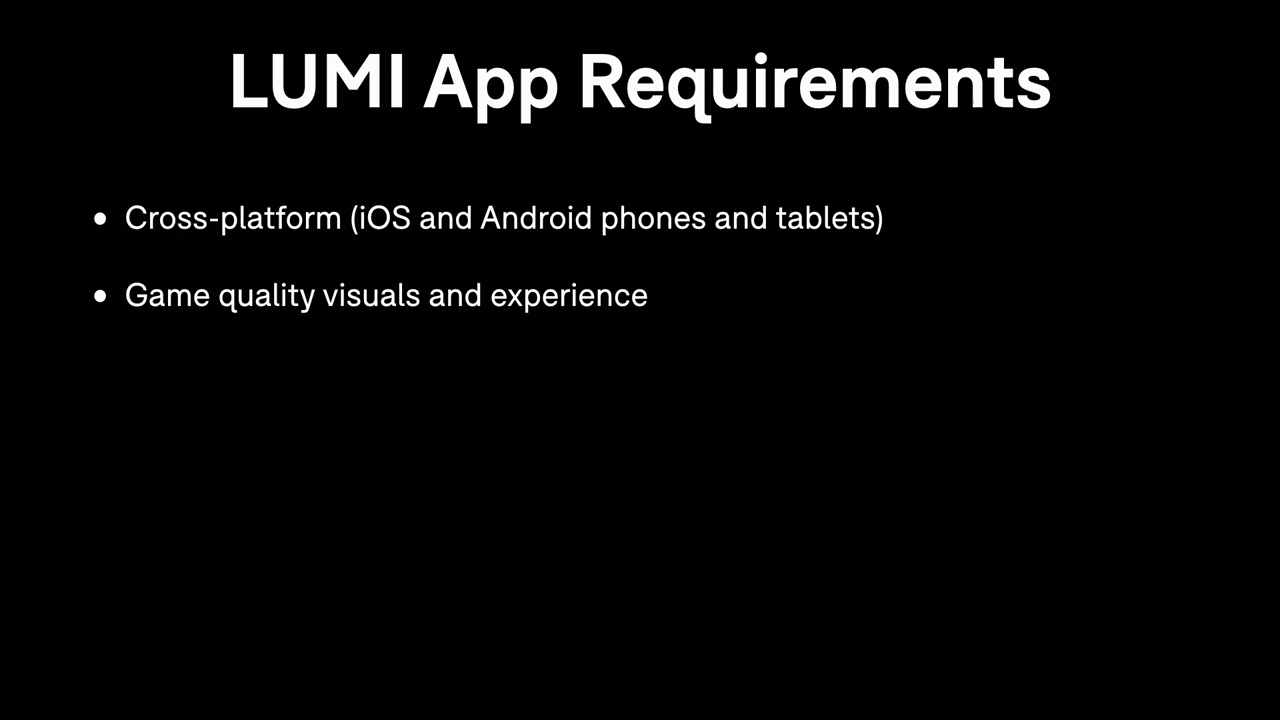 LUMI App Requirements
• Cross-platform (iOS and Android phones and tablets)
• Game quality visuals and experience